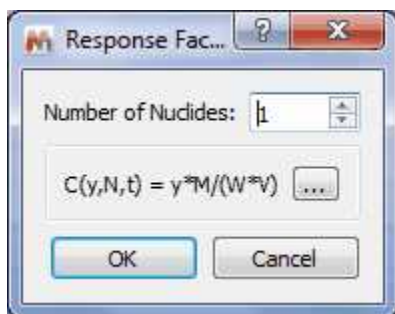 Response Fac...
Number of Nuclides: 1
C(y,N,t) = y*M/(W*V) ...
OK Cancel